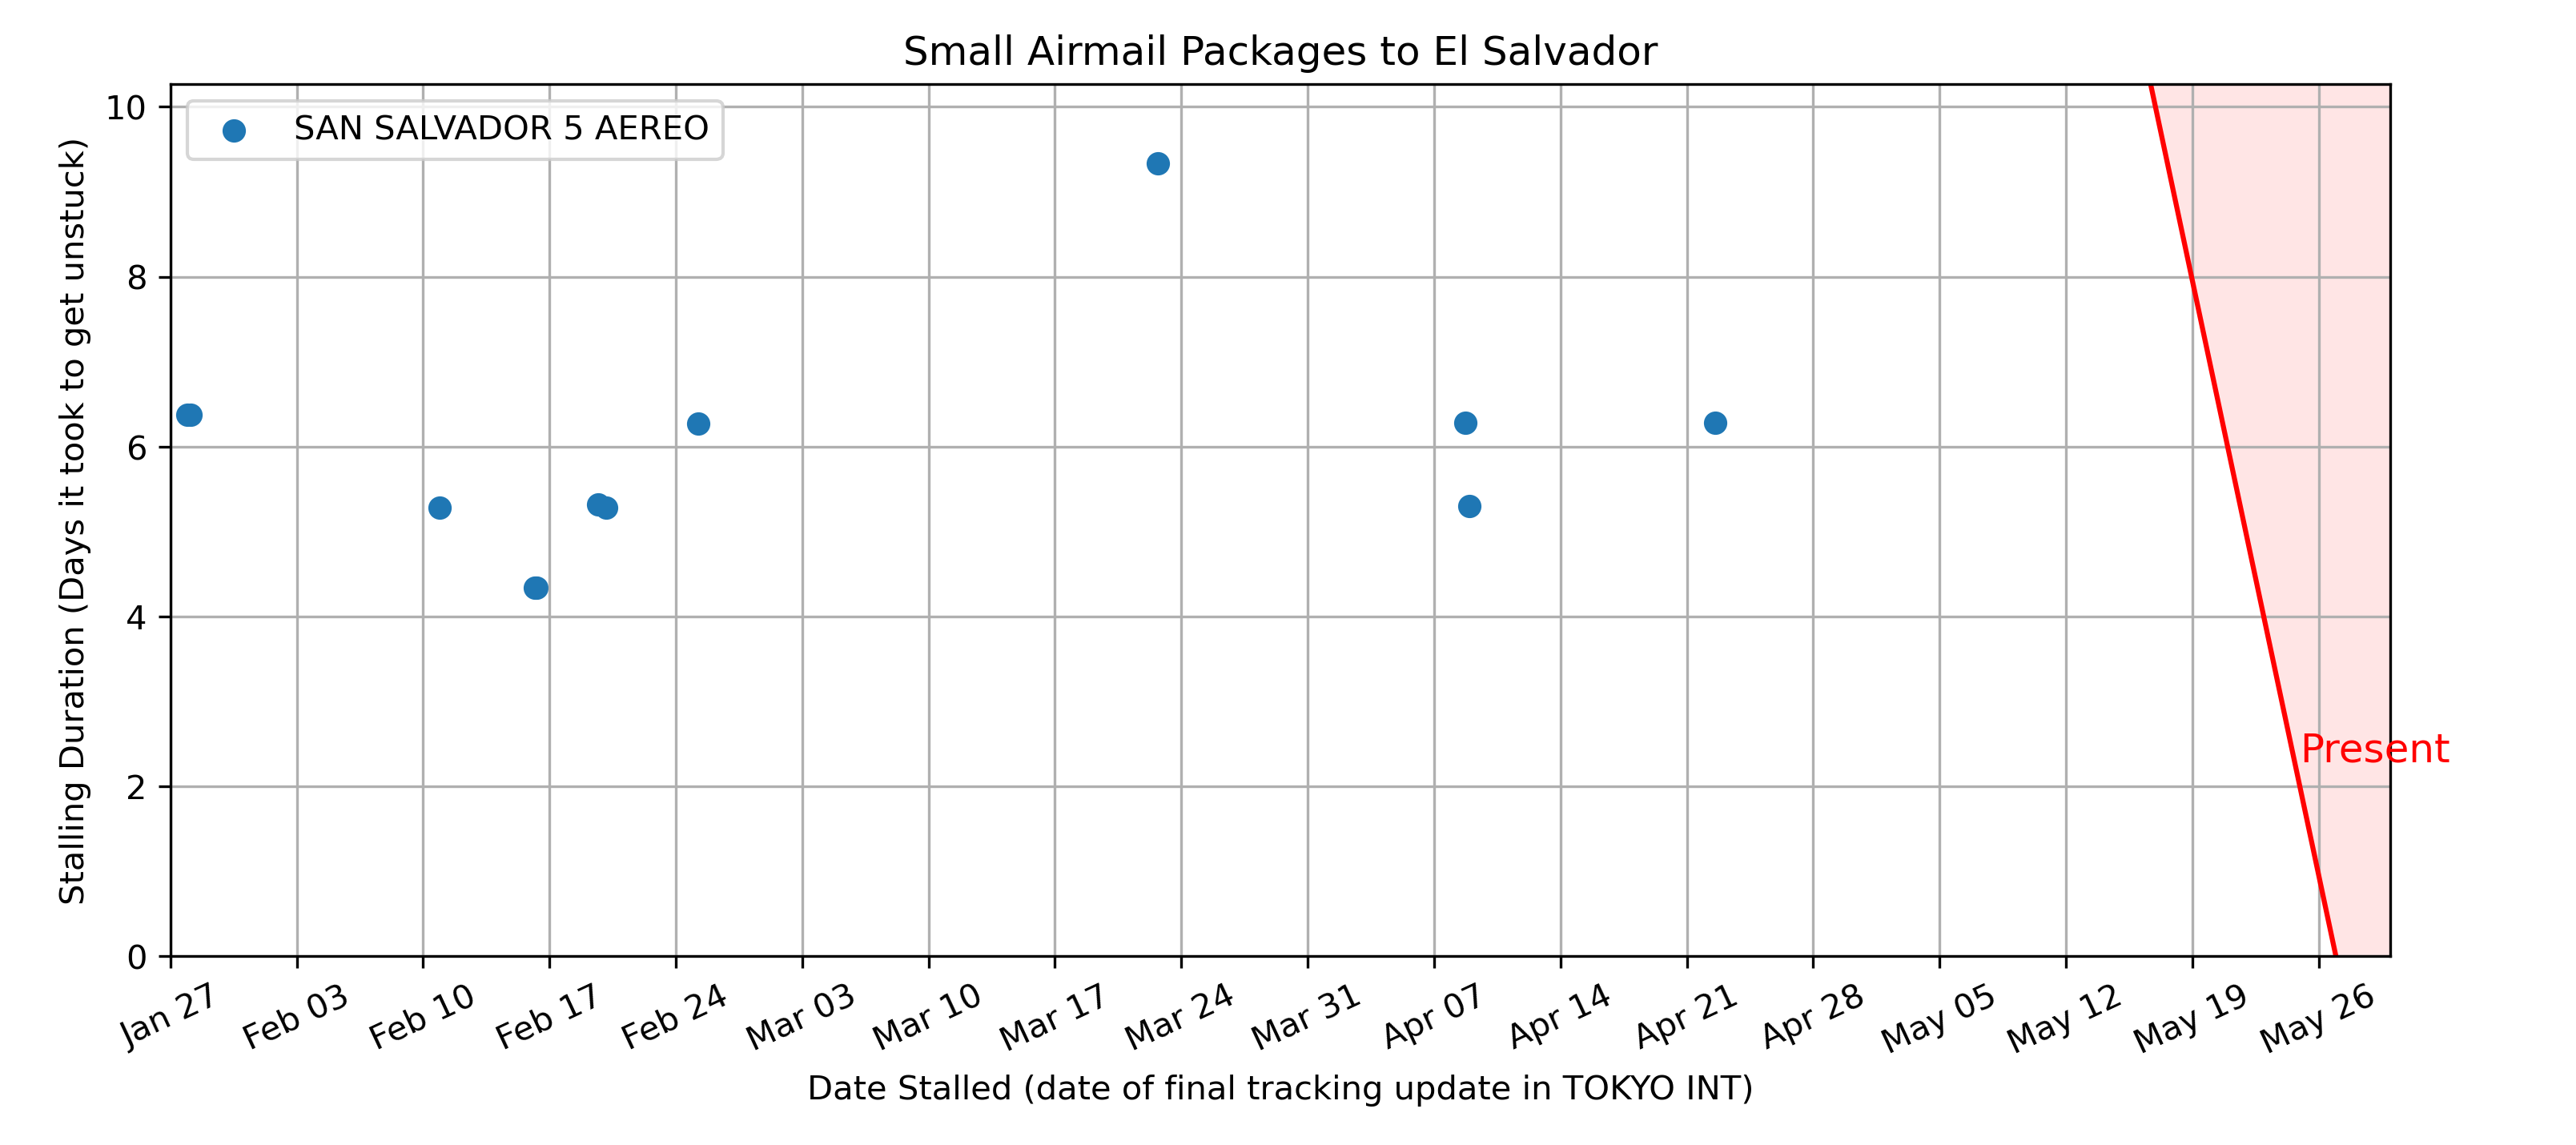 Small Airmail Packages to El Salvador
SAN SALVADOR 5 AEREO
Stalling Duration (Days it took to get unstuck)
10
8
6
4
2
0
Present
Jan 27
Feb 03
Feb 10
Feb 17
Feb 24
Mar 03
Mar 10
Mar 17
Mar 24
Mar 31
Apr 07
Apr 14
Apr 21
Apr 28
May 05
May 12
May 19
May 26
Date Stalled (date of final tracking update in TOKYO INT)